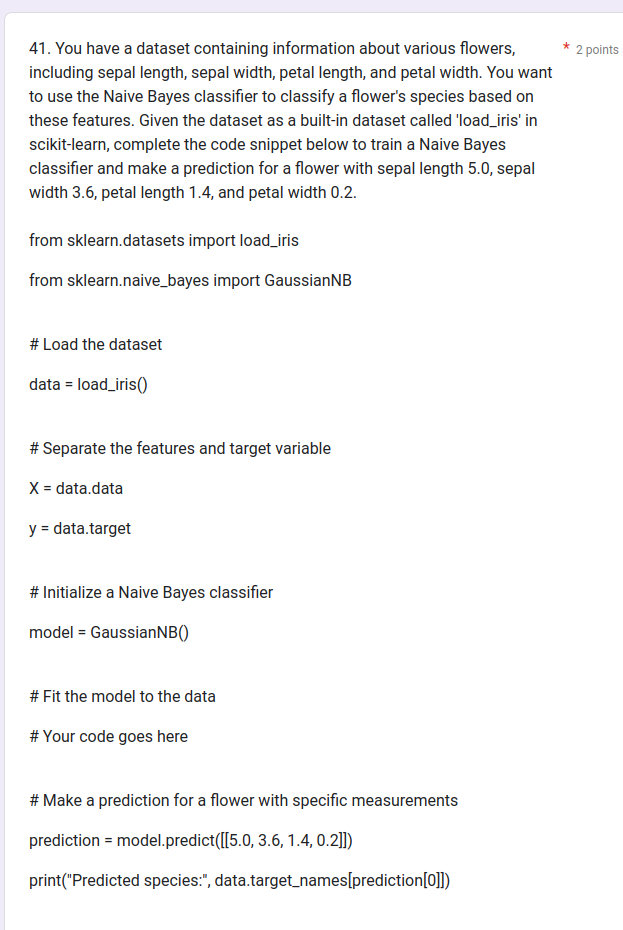 41. You have a dataset containing information about various flowers,
* 2 points
including sepal length, sepal width, petal length, and petal width. You want
to use the Naive Bayes classifier to classify a flower's species based on
these features. Given the dataset as a built-in dataset called 'load_iris' in
scikit-learn, complete the code snippet below to train a Naive Bayes
classifier and make a prediction for a flower with sepal length 5.0, sepal
width 3.6, petal length 1.4, and petal width 0.2.
from sklearn.datasets import load_iris
from sklearn.naive_bayes import GaussianNB
# Load the dataset
data = load_iris()
# Separate the features and target variable
X = data.data
y = data.target
# Initialize a Naive Bayes classifier
model = GaussianNB()
# Fit the model to the data
# Your code goes here
# Make a prediction for a flower with specific measurements
prediction = model.predict([[5.0, 3.6, 1.4, 0.2]])
print("Predicted species:", data.target_names[prediction[0]])